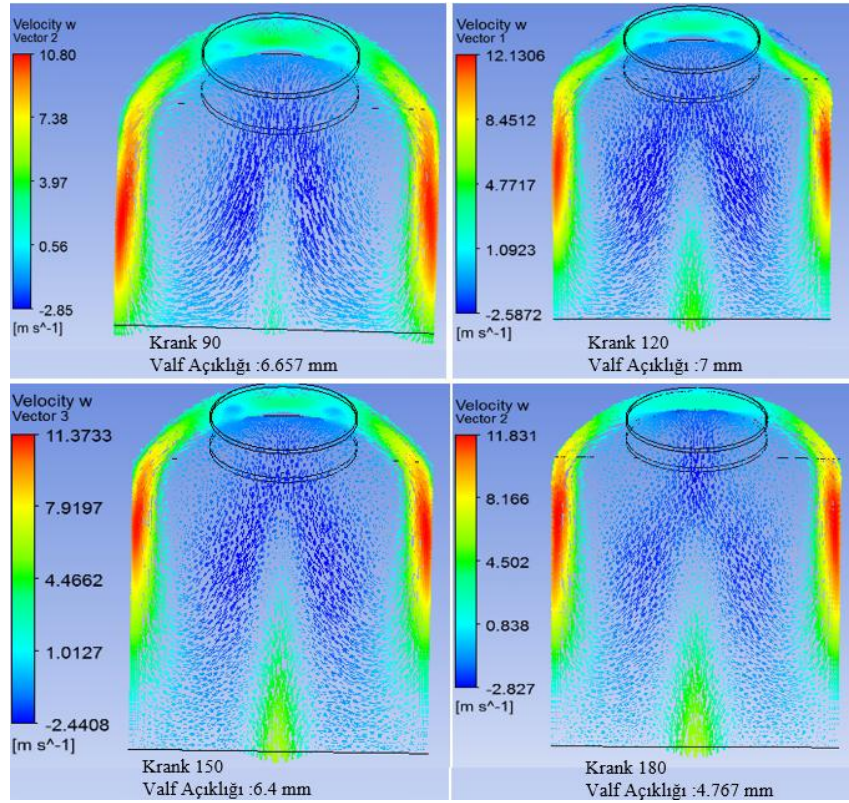 Velocity w
Vector 2
10.80
7.38
3.97
0.56
-2.85
[m s^-1]
Krank 90
Valf Açıklığı :6.657 mm
Velocity w
Vector 1
12.1306
8.4512
4.7717
1.0923
-2.5872
[m s^-1]
Krank 120
Valf Açıklığı :7 mm
Velocity w
Vector 3
11.3733
7.9197
4.4662
1.0127
-2.4408
[m s^-1]
Krank 150
Valf Açıklığı :6.4 mm
Velocity w
Vector 2
11.831
8.166
4.502
0.838
-2.827
[m s^-1]
Krank 180
Valf Açıklığı :4.767 mm